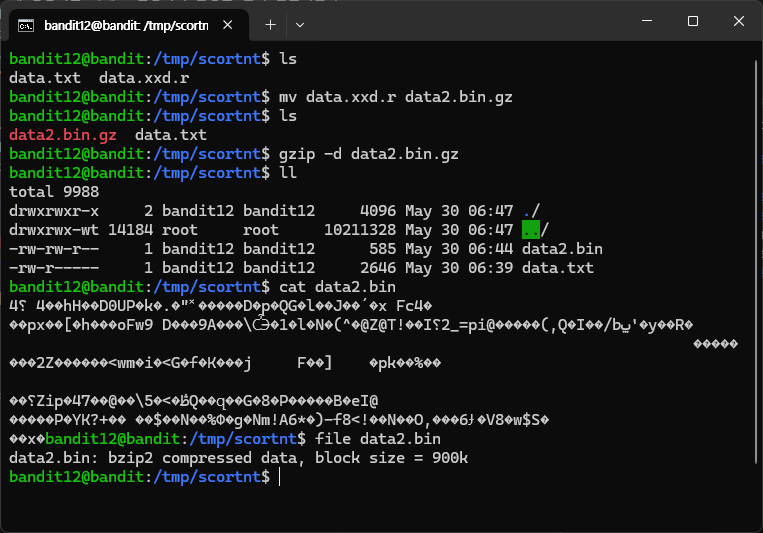 bandit12@bandit: /tmp/scortnt
bandit12@bandit:/tmp/scortnt$ ls
data.txt  data.xxd.r
bandit12@bandit:/tmp/scortnt$ mv data.xxd.r data2.bin.gz
bandit12@bandit:/tmp/scortnt$ ls
data2.bin.gz  data.txt
bandit12@bandit:/tmp/scortnt$ gzip -d data2.bin.gz
bandit12@bandit:/tmp/scortnt$ ll
total 9988
drwxrwxr-x     2 bandit12 bandit12     4096 May 30 06:47 ./
drwxrwx-wt 14184 root     root     10211328 May 30 06:47 ../
-rw-rw-r--     1 bandit12 bandit12      585 May 30 06:44 data2.bin
-rw-r-----     1 bandit12 bandit12     2646 May 30 06:39 data.txt
bandit12@bandit:/tmp/scortnt$ cat data2.bin
bandit12@bandit:/tmp/scortnt$ file data2.bin
data2.bin: bzip2 compressed data, block size = 900k
bandit12@bandit:/tmp/scortnt$